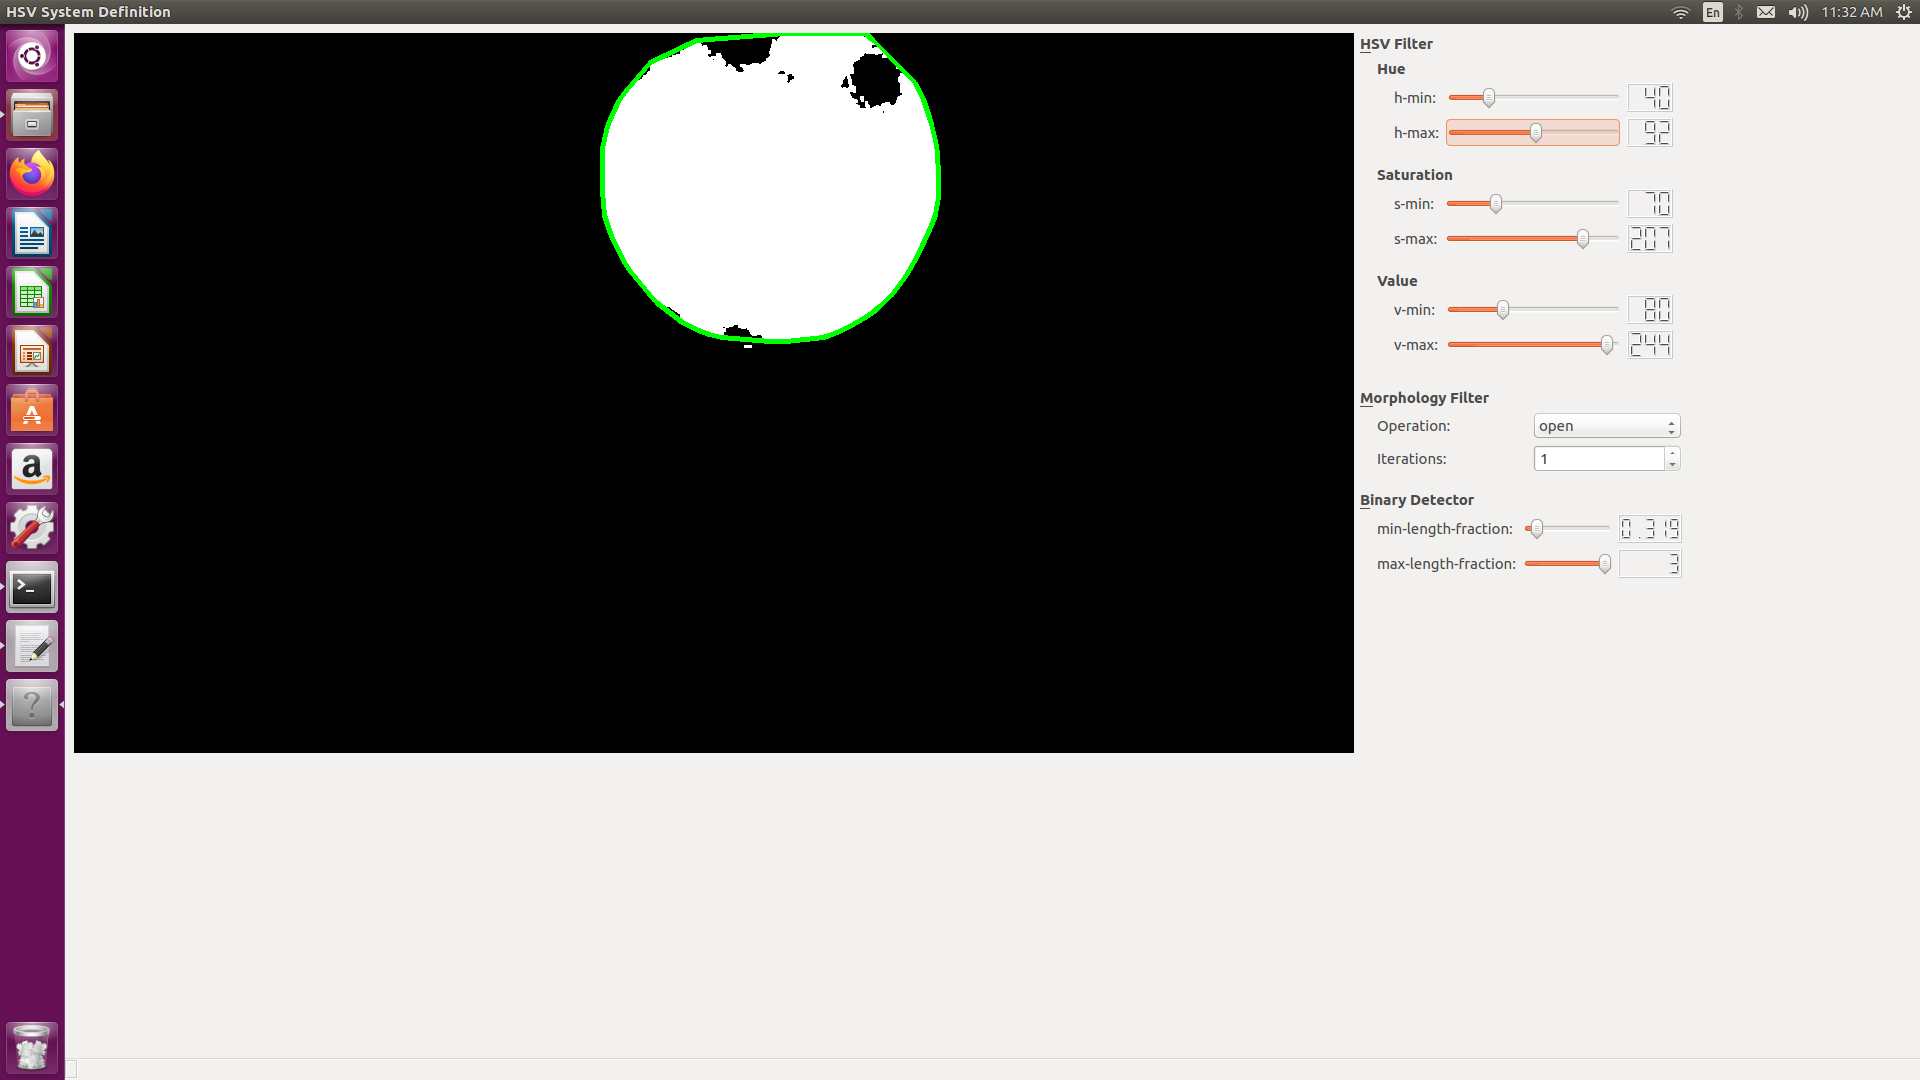 HSV System Definition
En
11:32 AM
HSV Filter
Hue
h-min: 40
h-max: 92
Saturation
s-min: 70
s-max: 207
Value
v-min: 80
v-max: 244
Morphology Filter
Operation: open
Iterations: 1
Binary Detector
min-length-fraction: 0.319
max-length-fraction: 3